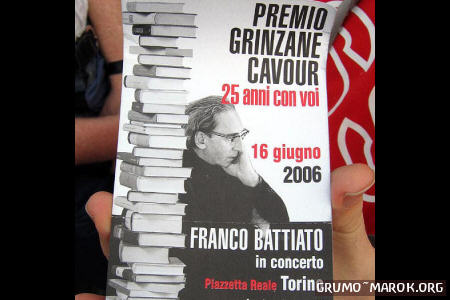 PREMIO
GRINZANE
CAVOUR
25 anni con voi
16 giugno
2006
FRANCO BATTIATO
in concerto
Piazzetta Reale Torino
GRUMO~MAROK.ORG